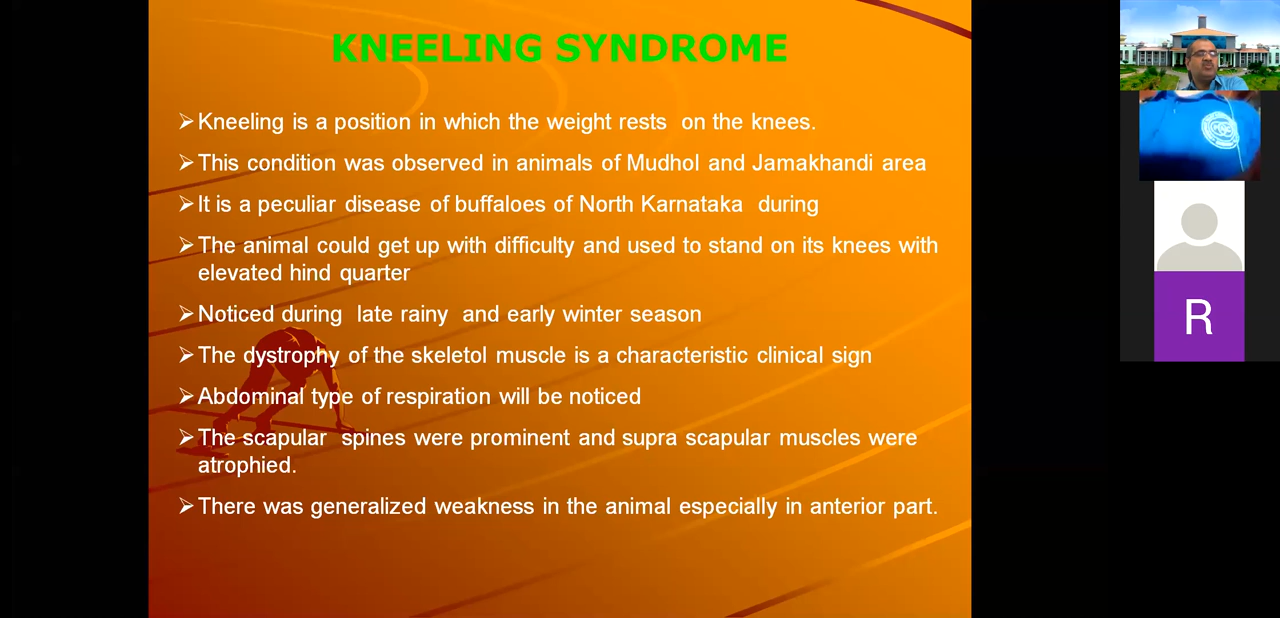 KNEELING SYNDROME
➢Kneeling is a position in which the weight rests on the knees.
➢This condition was observed in animals of Mudhol and Jamakhandi area
➢It is a peculiar disease of buffaloes of North Karnataka during
➢The animal could get up with difficulty and used to stand on its knees with
elevated hind quarter
➢Noticed during late rainy and early winter season
➢The dystrophy of the skeletol muscle is a characteristic clinical sign
➢Abdominal type of respiration will be noticed
➢The scapular spines were prominent and supra scapular muscles were
atrophied.
➢There was generalized weakness in the animal especially in anterior part.
R